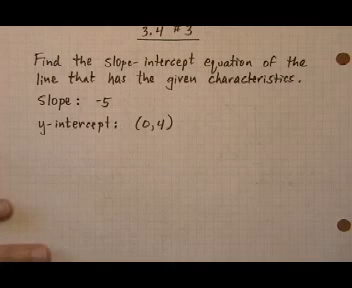 3.4 #3
Find the slope-intercept equation of the
line that has the given characteristics.
Slope: -5
y-intercept: (0,4)